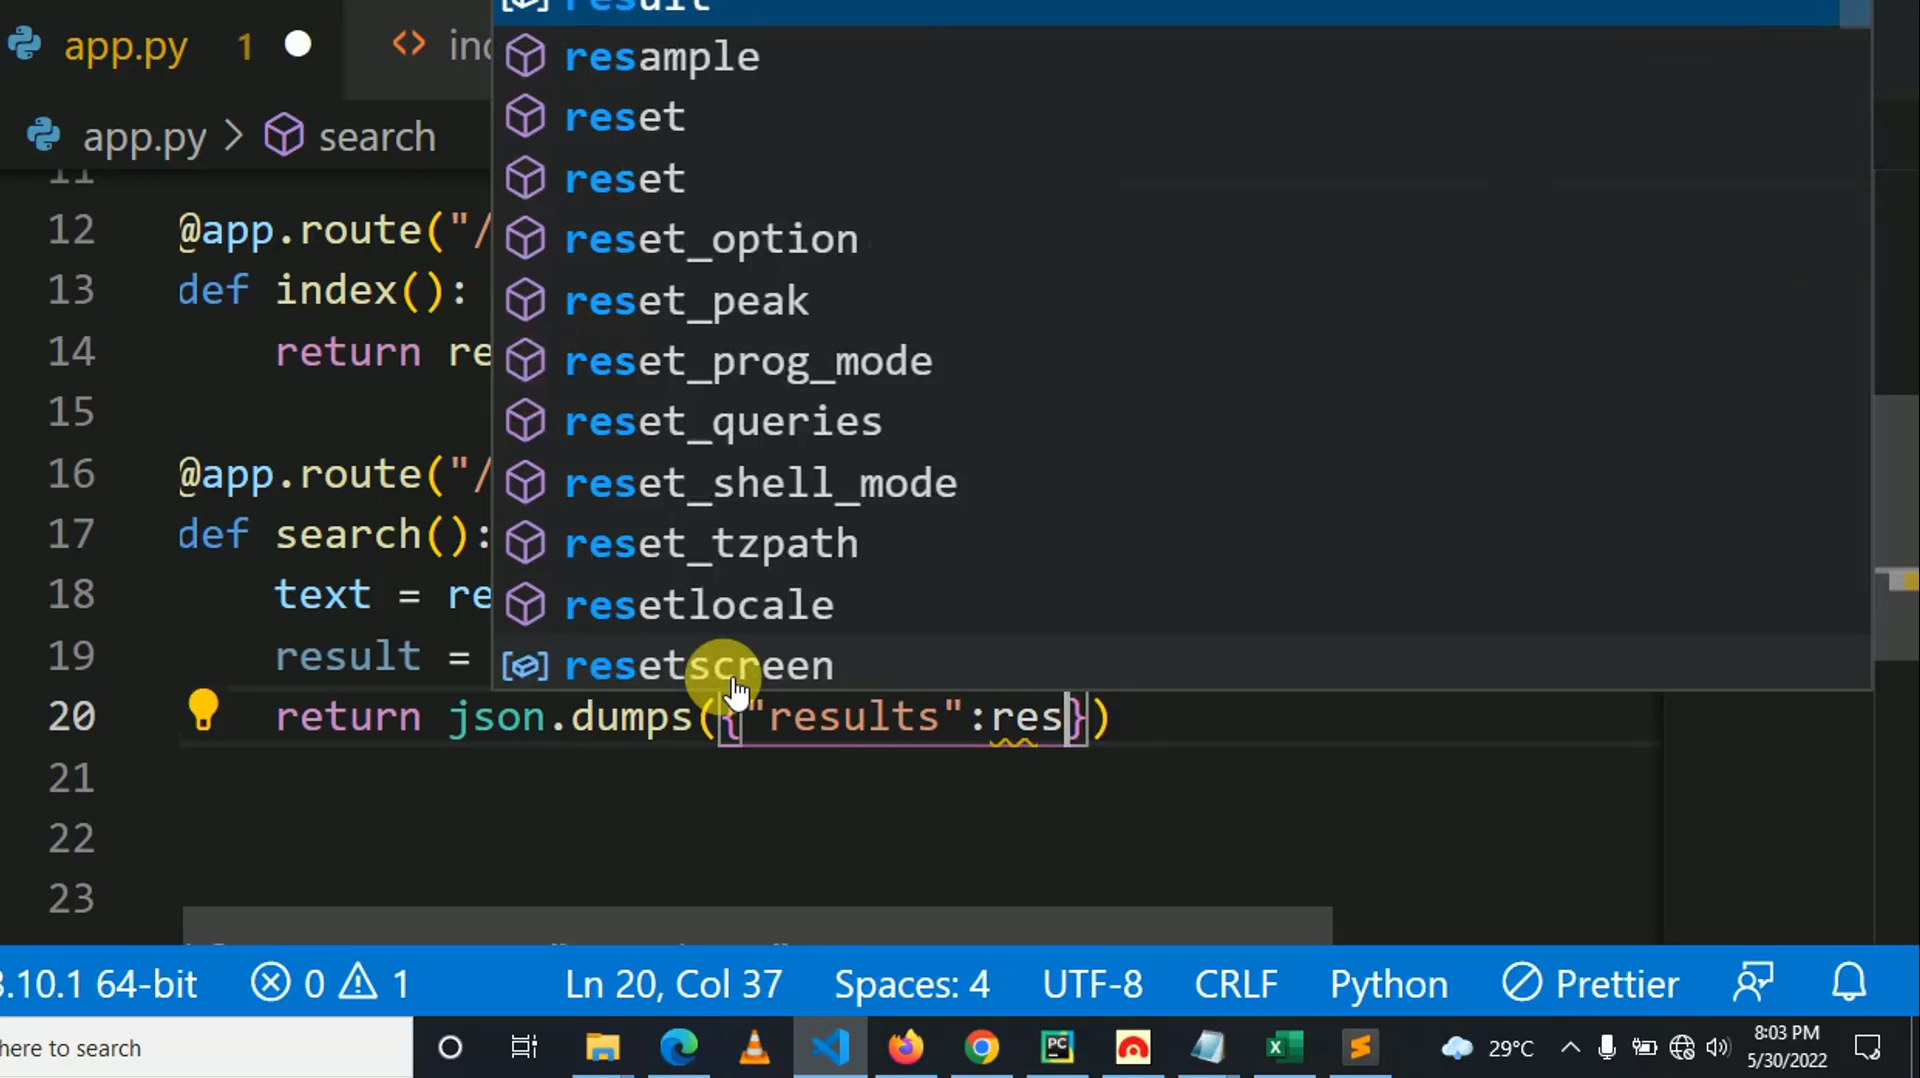 result
app.py 1
resample
app.py > search
reset
reset
reset_option
reset_peak
reset_prog_mode
reset_queries
reset_shell_mode
reset_tzpath
resetlocale
resetscreen
11
12 @app.route("/
13 def index():
14 return re
15
16 @app.route("/
17 def search():
18 text = re
19 result =
20 return json.dumps({"results":res})
21
22
23
3.10.1 64-bit 0 1 Ln 20, Col 37 Spaces: 4 UTF-8 CRLF Python Prettier
here to search 29°C 8:03 PM
5/30/2022